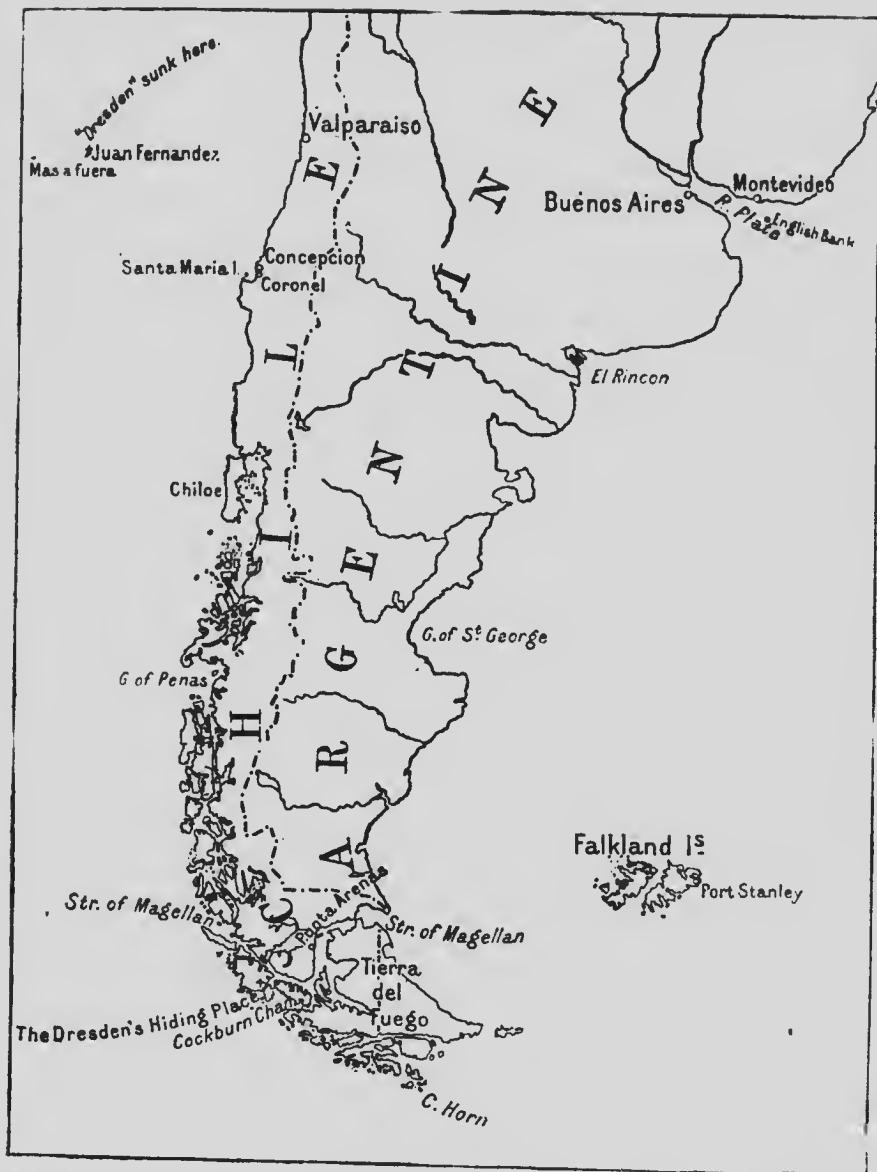 "Dresden" sunk here.
Juan Fernandez
Mas a fuera
Valparaiso
Buenos Aires
Montevideo
R. Plate
English Bank
Santa Maria I.
Concepcion
Coronel
El Rincon
Chiloe
G. of St. George
G of Penas
CHILE
ARGENTINE
Falkland Is
Port Stanley
Str. of Magellan
Punta Arenas
Str. of Magellan
Tierra
del
Fuego
The Dresden's Hiding Place
Cockburn Chan.
C. Horn